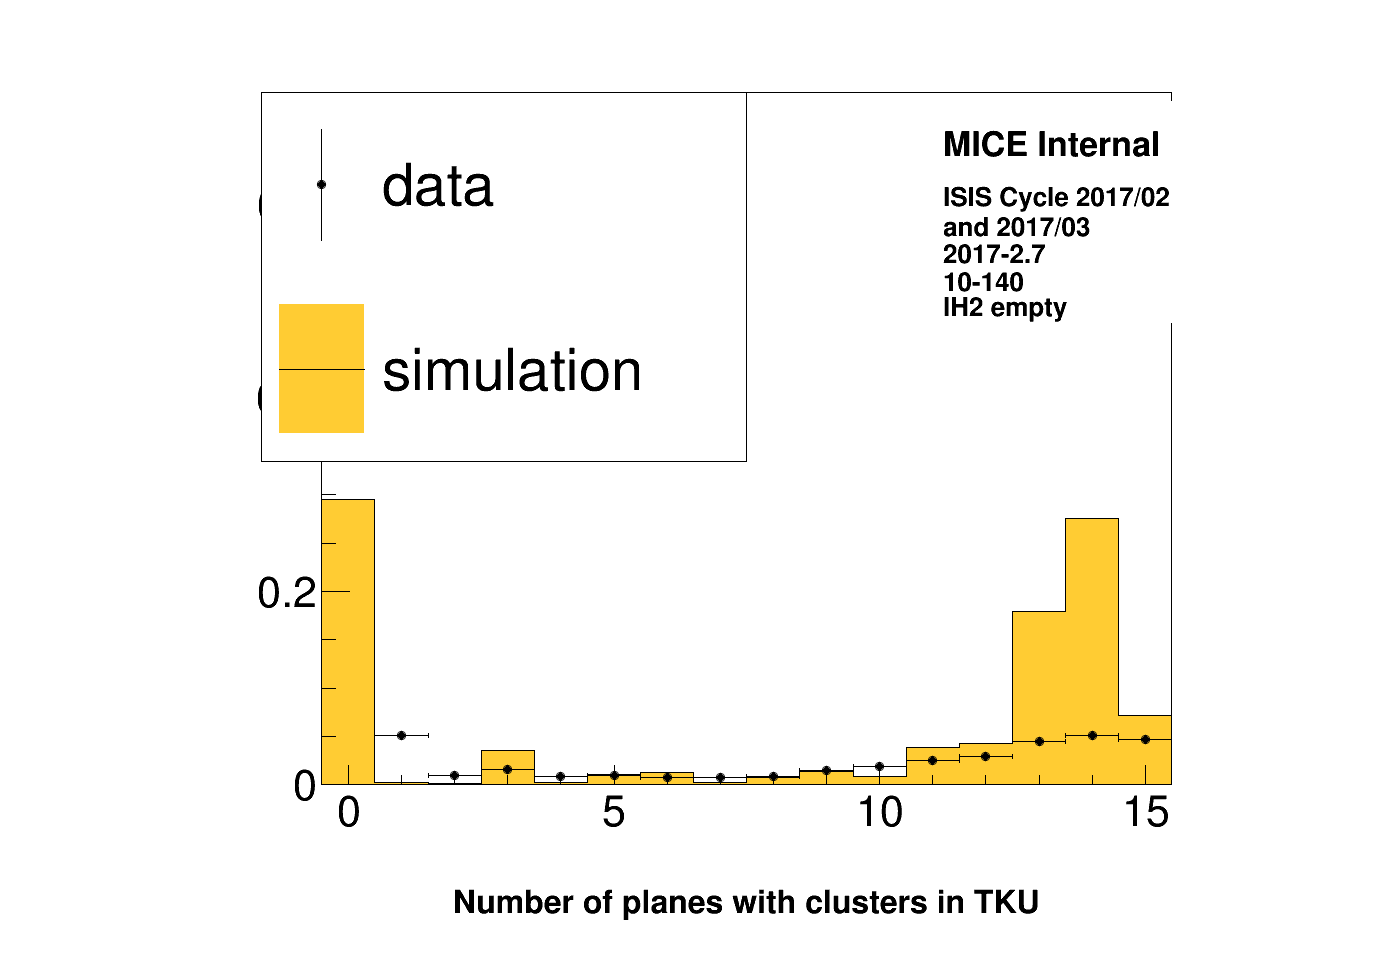 data
simulation
MICE Internal
ISIS Cycle 2017/02
and 2017/03
2017-2.7
10-140
lH2 empty
0.2
0
0
5
10
15
Number of planes with clusters in TKU